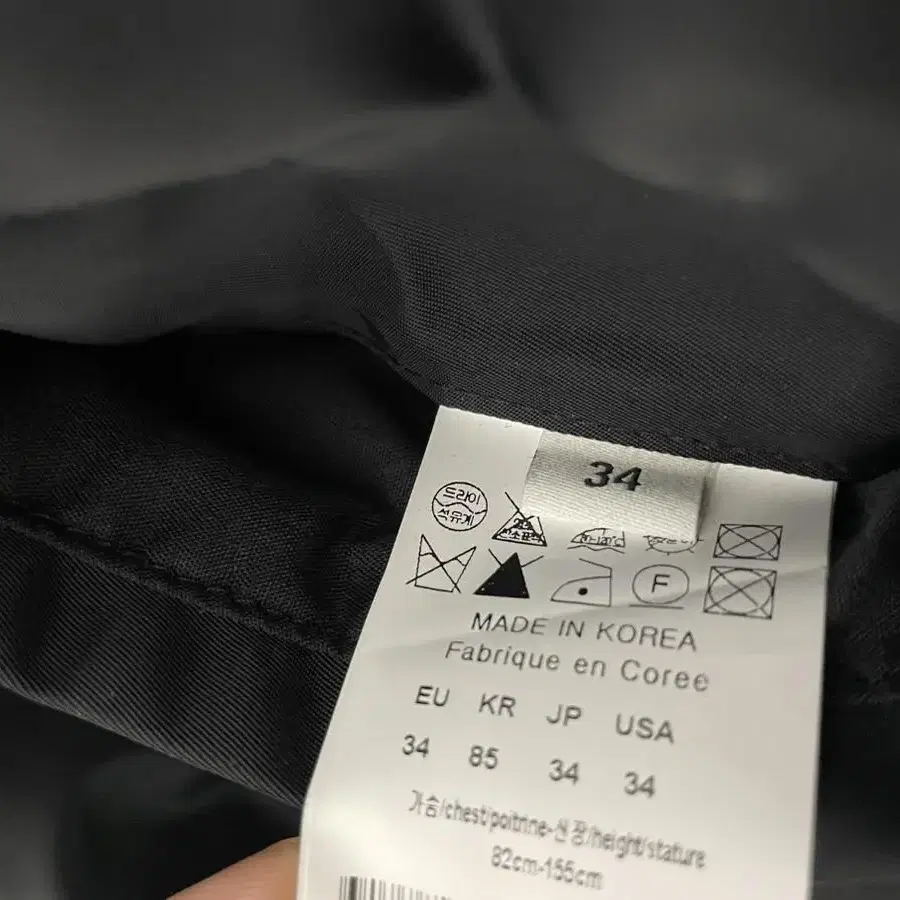 34
드라이
석유계
MADE IN KOREA
F
Fabrique en Coree
EU KR JP USA
34 85 34 34
가슴/chest/poitrine-신장/height/stature
82cm-155cm